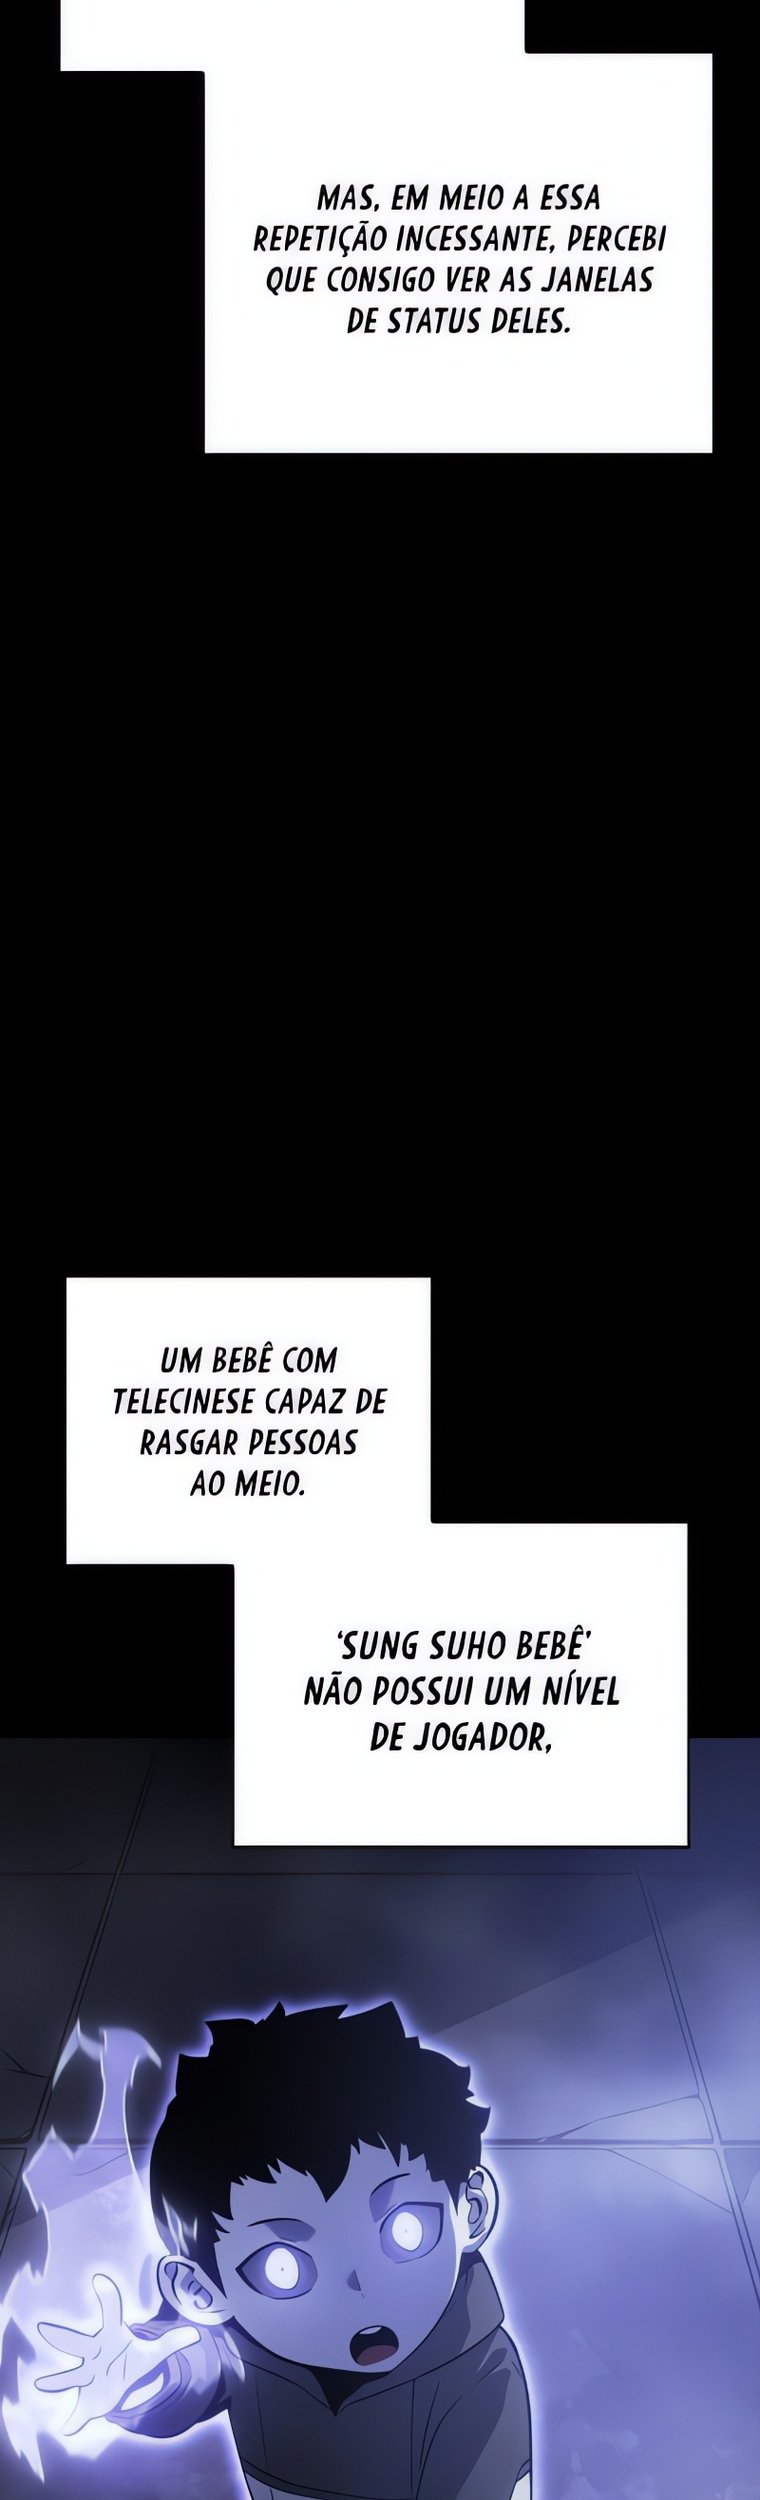 MAS, EM MEIO A ESSA
REPETIÇÃO INCESSANTE, PERCEBI
QUE CONSIGO VER AS JANELAS
DE STATUS DELES.
UM BEBÊ COM
TELECINESE CAPAZ DE
RASGAR PESSOAS
AO MEIO.
'SUNG SUHO BEBÊ'
NÃO POSSUI UM NÍVEL
DE JOGADOR,